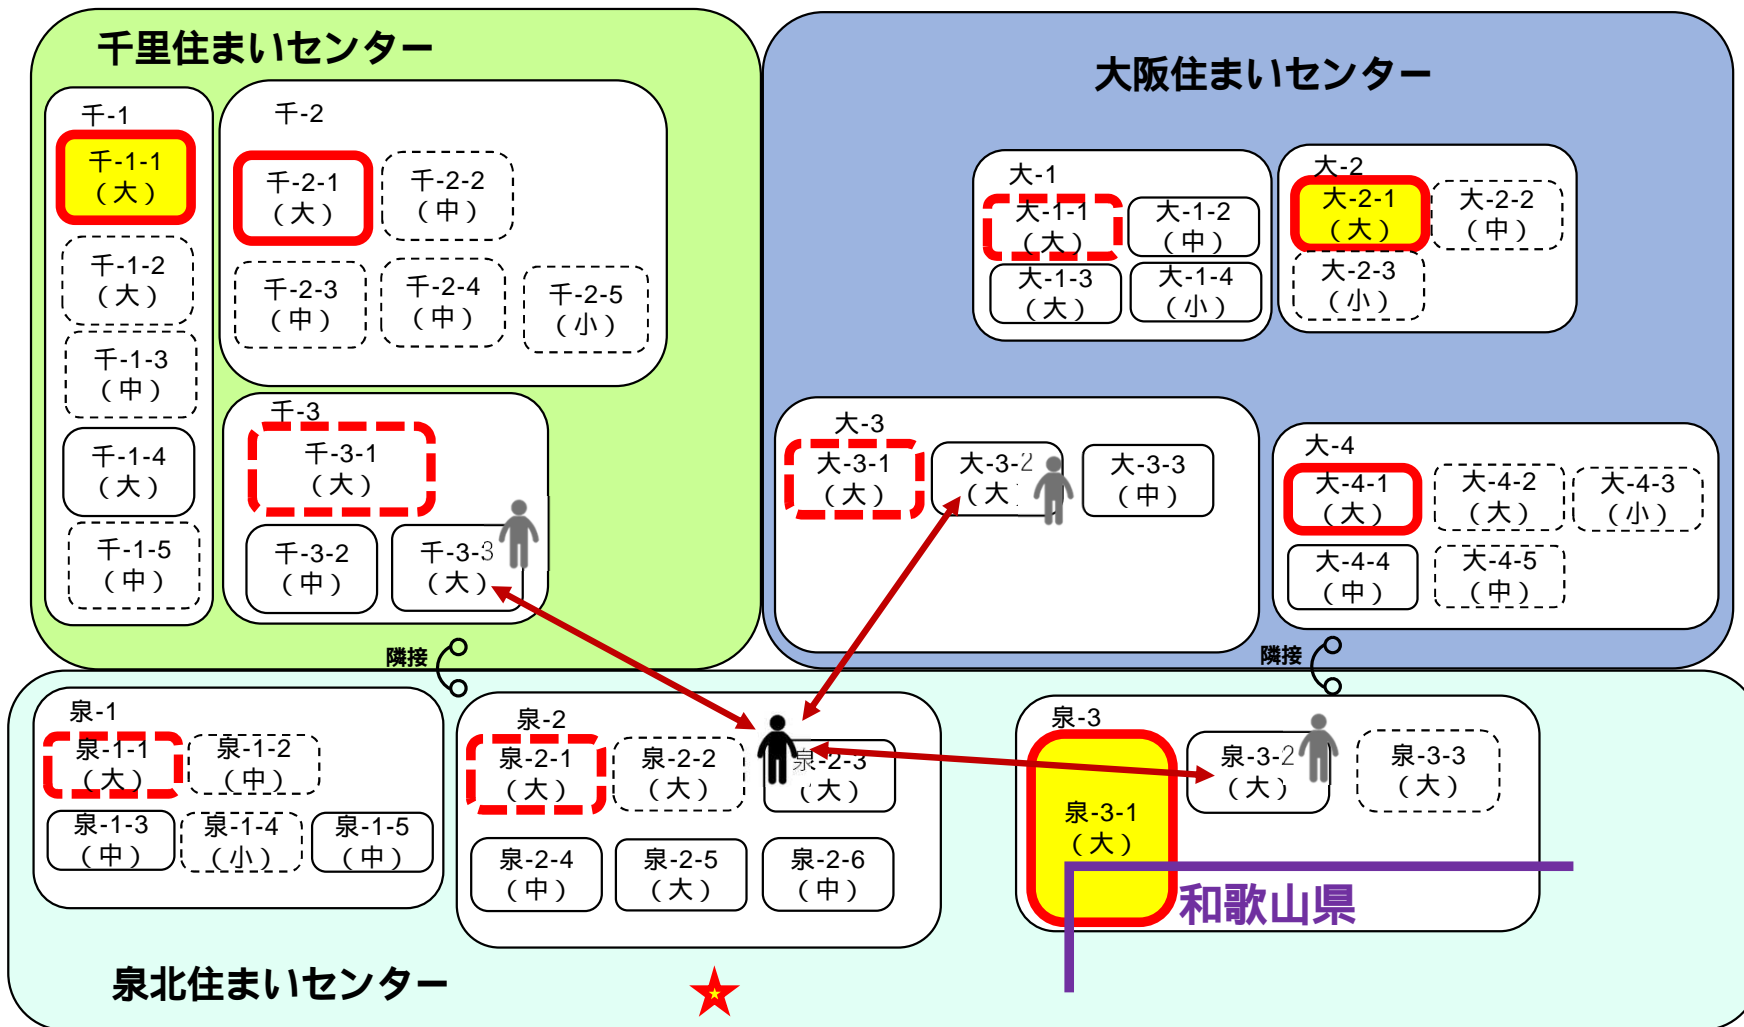 千里住まいセンター
千-1
千-1-1
（大）
千-1-2
（大）
千-1-3
（中）
千-1-4
（大）
千-1-5
（中）
千-2
千-2-1
（大）
千-2-2
（中）
千-2-3
（中）
千-2-4
（中）
千-2-5
（小）
千-3
千-3-1
（大）
千-3-2
（中）
千-3-3
（大）
大阪住まいセンター
大-1
大-1-1
（大）
大-1-2
（中）
大-1-3
（大）
大-1-4
（小）
大-2
大-2-1
（大）
大-2-2
（中）
大-2-3
（小）
大-3
大-3-1
（大）
大-3-2
（大）
大-3-3
（中）
大-4
大-4-1
（大）
大-4-2
（大）
大-4-3
（小）
大-4-4
（中）
大-4-5
（中）
隣接
隣接
泉-1
泉-1-1
（大）
泉-1-2
（中）
泉-1-3
（中）
泉-1-4
（小）
泉-1-5
（中）
泉-2
泉-2-1
（大）
泉-2-2
（大）
泉-2-3
（大）
泉-2-4
（中）
泉-2-5
（大）
泉-2-6
（中）
泉-3
泉-3-1
（大）
泉-3-2
（大）
泉-3-3
（大）
和歌山県
泉北住まいセンター